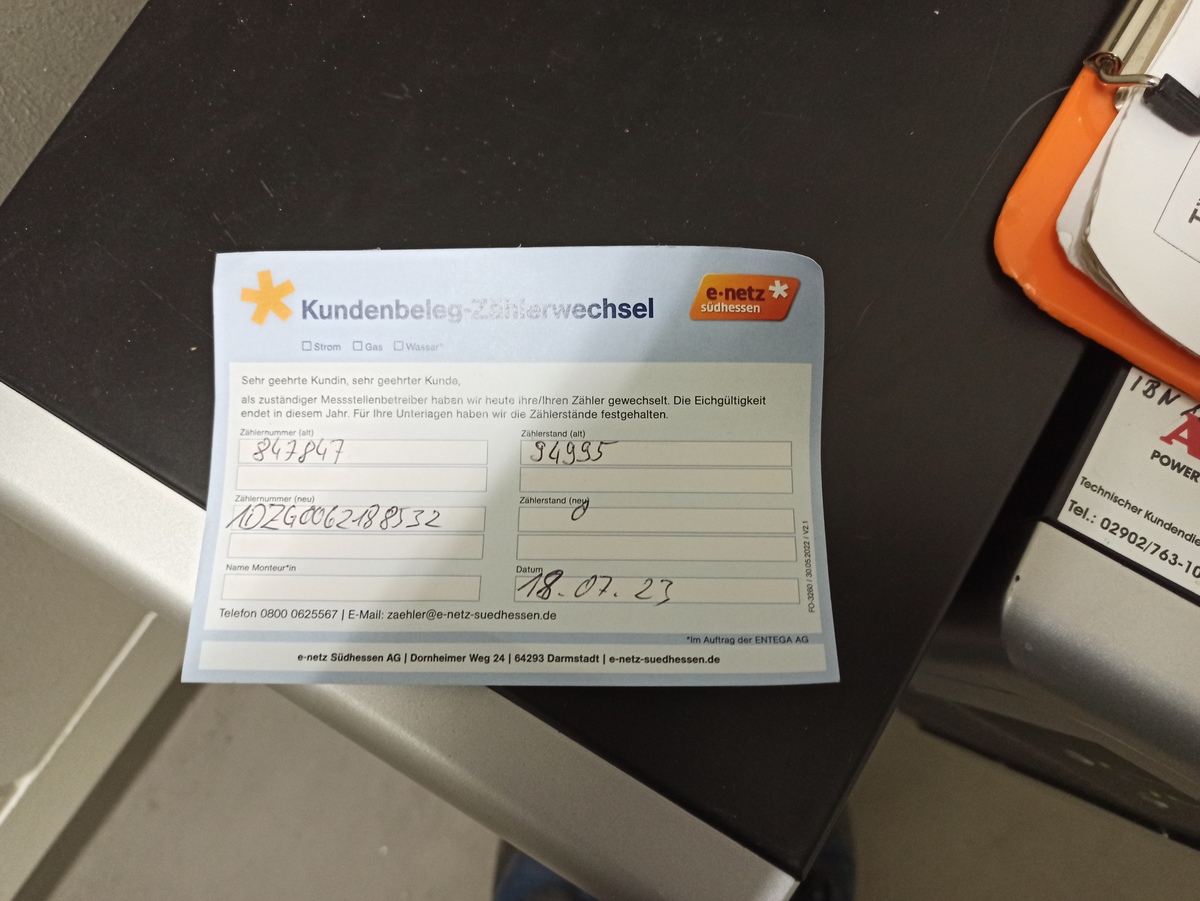 Kundenbeleg-Zählerwechsel
e·netz
südhessen
Strom Gas Wasser*
Sehr geehrte Kundin, sehr geehrter Kunde,
als zuständiger Messstellenbetreiber haben wir heute Ihre/Ihren Zähler gewechselt. Die Eichgültigkeit
endet in diesem Jahr. Für Ihre Unterlagen haben wir die Zählerstände festgehalten.
Zählernummer (alt)
847847
Zählerstand (alt)
94995
Zählernummer (neu)
1DZG0062188532
Zählerstand (neu)
0
Name Monteur*in
Datum
18.07.23
Telefon 0800 0625567 | E-Mail: zaehler@e-netz-suedhessen.de
*Im Auftrag der ENTEGA AG
e-netz Südhessen AG | Dornheimer Weg 24 | 64293 Darmstadt | e-netz-suedhessen.de
FO-3260 / 30.05.2022 / V2.1
IBN
POWER
Technischer
Tel.: 02902/763-10